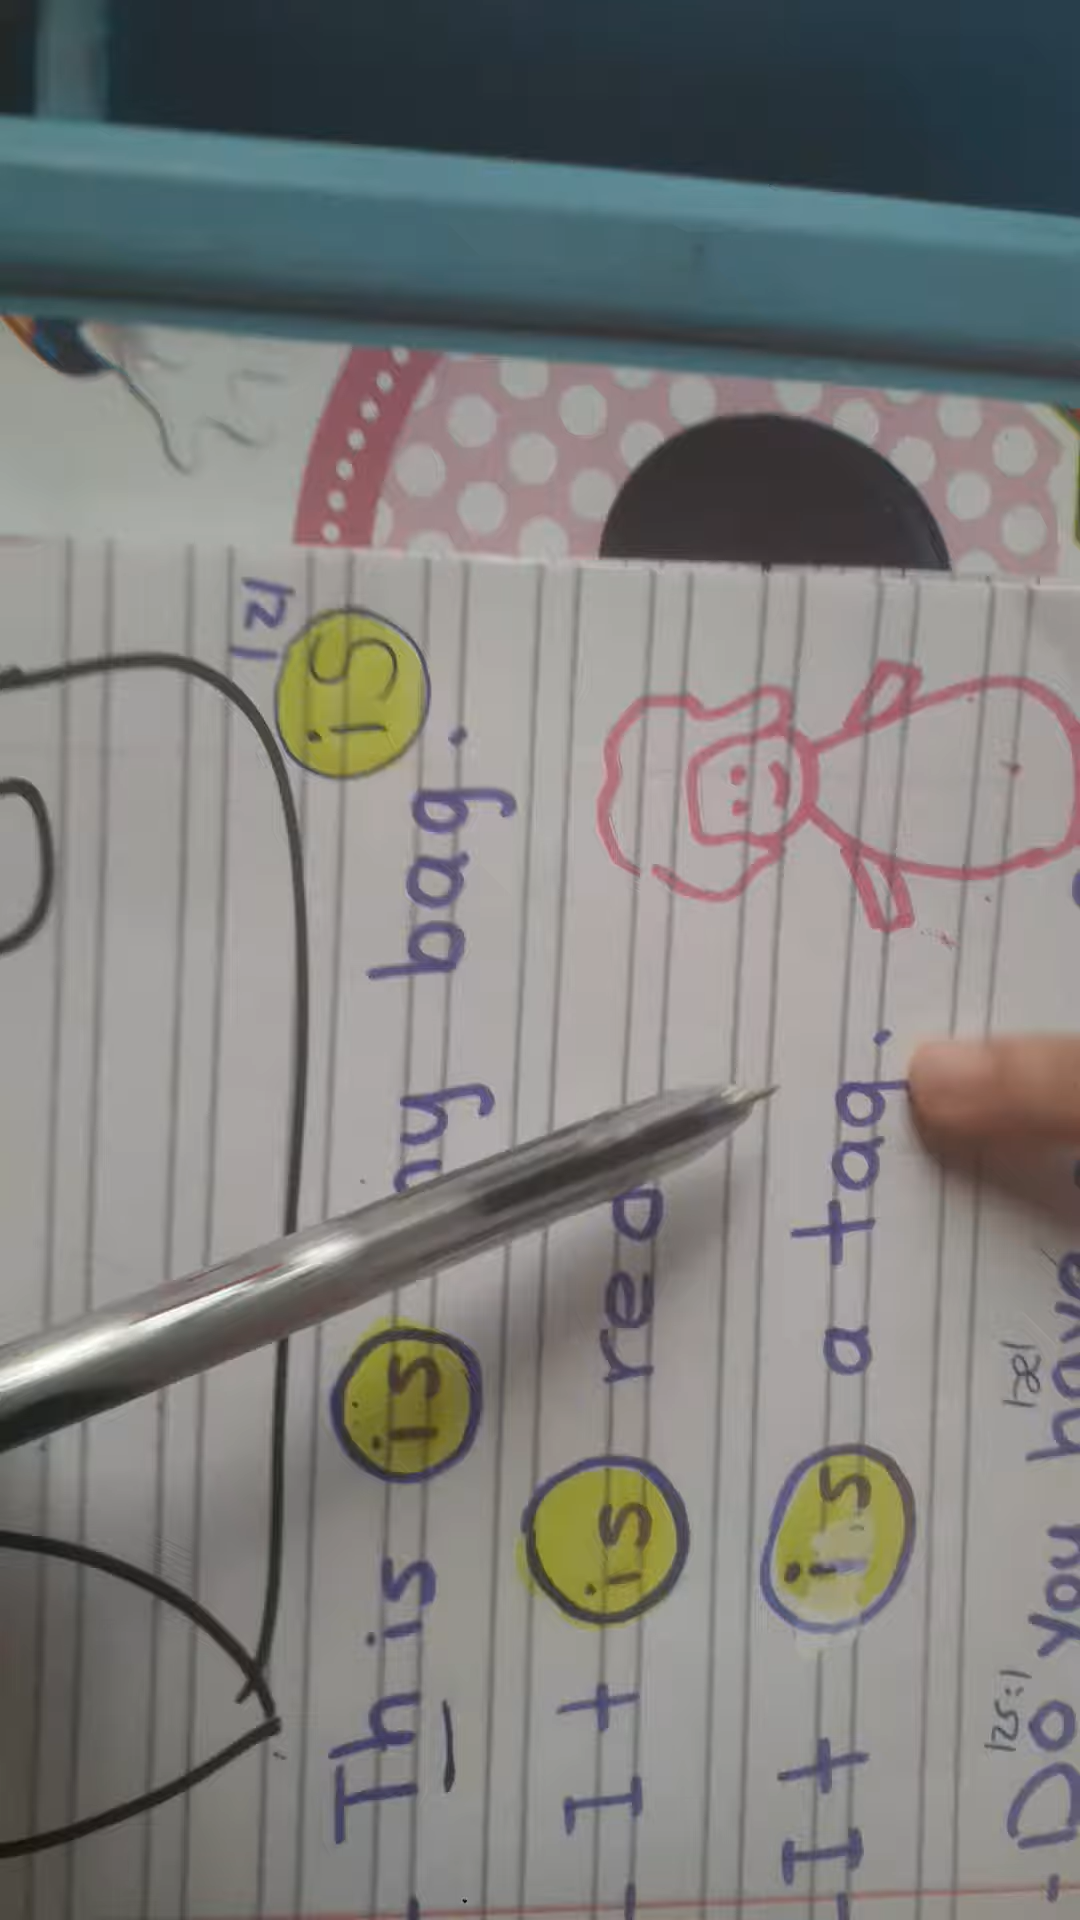 is
- This is my bag.
- It is red
- It is a tag.
- Do you have